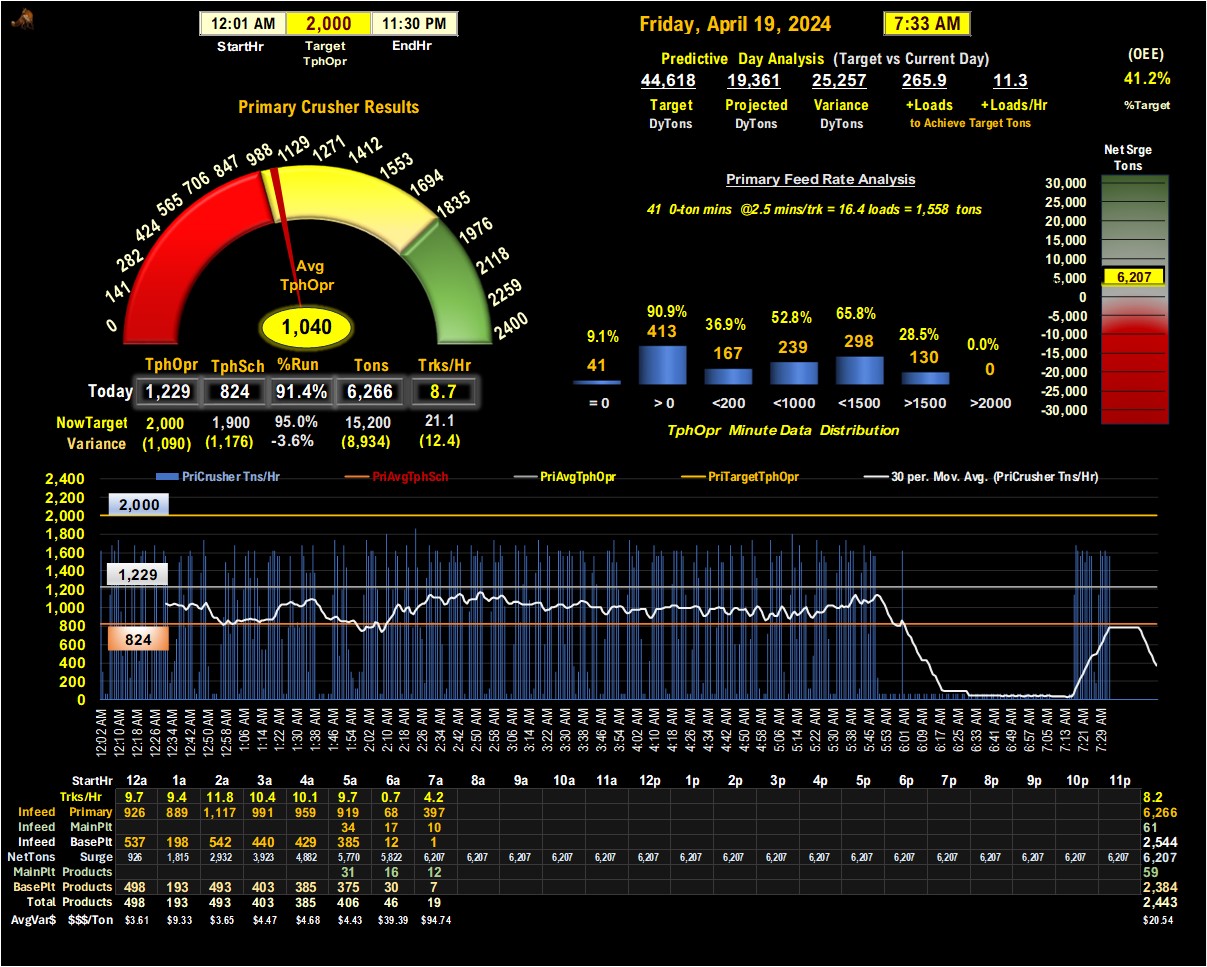 12:01 AM 2,000 11:30 PM
StartHr Target EndHr
TphOpr
Friday, April 19, 2024 7:33 AM
Predictive Day Analysis (Target vs Current Day)
44,618 19,361 25,257 265.9 11.3
Target Projected Variance +Loads +Loads/Hr
DyTons DyTons DyTons to Achieve Target Tons
(OEE)
41.2%
%Target
Primary Crusher Results
0 141 282 424 565 706 847 988 1129 1271 1412 1553 1694 1835 1976 2118 2259 2400
Avg
TphOpr
1,040
TphOpr TphSch %Run Tons Trks/Hr
Today 1,229 824 91.4% 6,266 8.7
NowTarget 2,000 1,900 95.0% 15,200 21.1
Variance (1,090) (1,176) -3.6% (8,934) (12.4)
Primary Feed Rate Analysis
41 0-ton mins @2.5 mins/trk = 16.4 loads = 1,558 tons
9.1% 90.9% 36.9% 52.8% 65.8% 28.5% 0.0%
41 413 167 239 298 130 0
= 0 > 0 <200 <1000 <1500 >1500 >2000
TphOpr Minute Data Distribution
Net Srge
Tons
30,000
25,000
20,000
15,000
10,000
5,000
6,207
0
-5,000
-10,000
-15,000
-20,000
-25,000
-30,000
PriCrusher Tns/Hr PriAvgTphSch PriAvgTphOpr PriTargetTphOpr 30 per. Mov. Avg. (PriCrusher Tns/Hr)
2,400
2,200
2,000
1,800
1,600
1,400
1,200
1,000
800
600
400
200
0
2,000
1,229
824
12:02 AM 12:10 AM 12:18 AM 12:26 AM 12:34 AM 12:42 AM 12:50 AM 12:58 AM 1:06 AM 1:14 AM 1:22 AM 1:30 AM 1:38 AM 1:46 AM 1:54 AM 2:02 AM 2:10 AM 2:18 AM 2:26 AM 2:34 AM 2:42 AM 2:50 AM 2:58 AM 3:06 AM 3:14 AM 3:22 AM 3:30 AM 3:38 AM 3:46 AM 3:54 AM 4:02 AM 4:10 AM 4:18 AM 4:26 AM 4:34 AM 4:42 AM 4:50 AM 4:58 AM 5:06 AM 5:14 AM 5:22 AM 5:30 AM 5:38 AM 5:45 AM 5:53 AM 6:01 AM 6:09 AM 6:17 AM 6:25 AM 6:33 AM 6:41 AM 6:49 AM 6:57 AM 7:05 AM 7:13 AM 7:21 AM 7:29 AM
StartHr 12a 1a 2a 3a 4a 5a 6a 7a 8a 9a 10a 11a 12p 1p 2p 3p 4p 5p 6p 7p 8p 9p 10p 11p
Trks/Hr 9.7 9.4 11.8 10.4 10.1 9.7 0.7 4.2 8.2
Infeed Primary 926 889 1,117 991 959 919 68 397 6,266
Infeed MainPlt 34 17 10 61
Infeed BasePlt 537 198 542 440 429 385 12 1 2,544
NetTons Surge 926 1,815 2,932 3,923 4,882 5,770 5,822 6,207 6,207 6,207 6,207 6,207 6,207 6,207 6,207 6,207 6,207 6,207 6,207 6,207 6,207 6,207 6,207 6,207 6,207
MainPlt Products 31 16 12 59
BasePlt Products 498 193 493 403 385 375 30 7 2,384
Total Products 498 193 493 403 385 406 46 19 2,443
AvgVar$ $$$/Ton $3.61 $9.33 $3.65 $4.47 $4.68 $4.43 $39.39 $94.74 $20.54